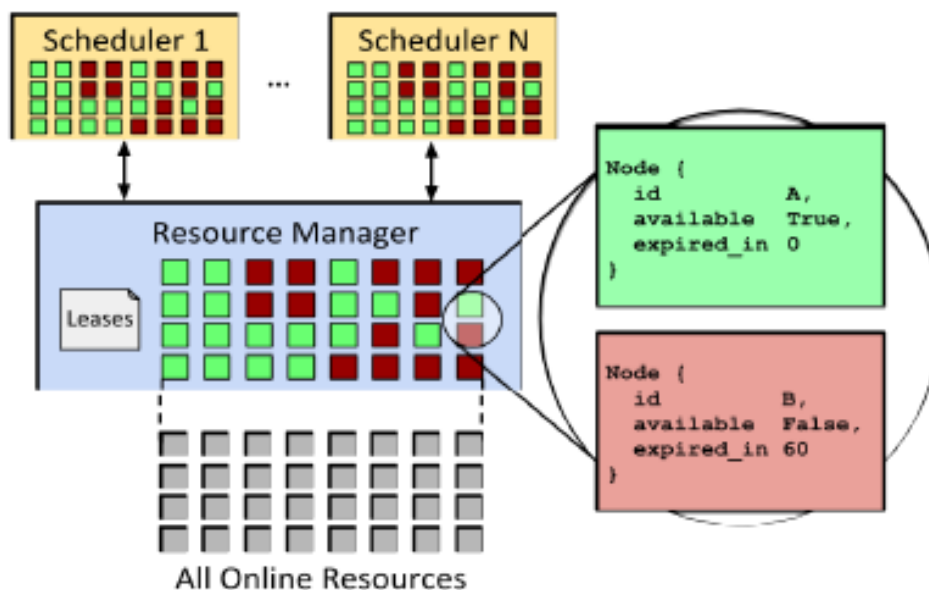 Scheduler 1
...
Scheduler N
Resource Manager
Leases
Node {
id A,
available True,
expired_in 0
}
Node {
id B,
available False,
expired_in 60
}
All Online Resources